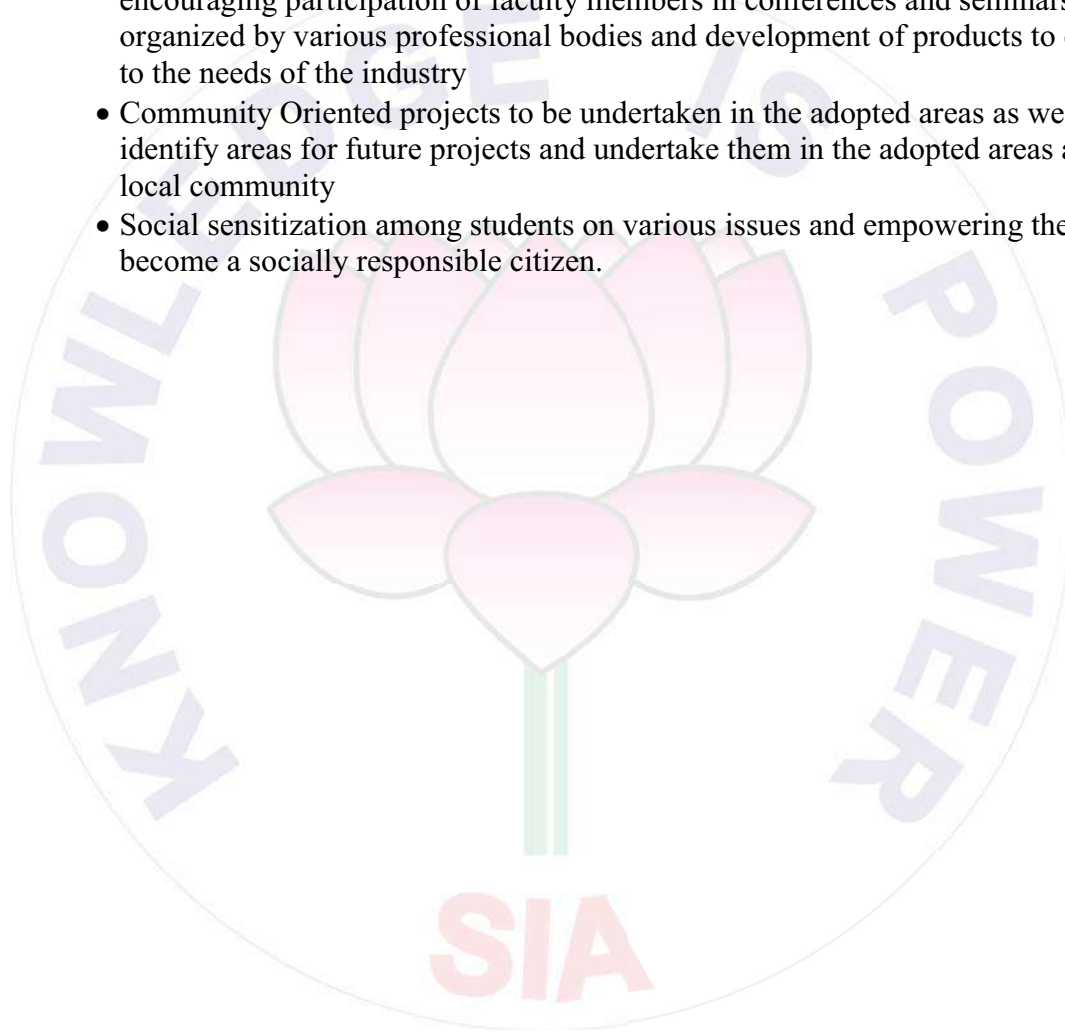 encouraging participation of faculty members in conferences and seminars
organized by various professional bodies and development of products to
to the needs of the industry
• Community Oriented projects to be undertaken in the adopted areas as
identify areas for future projects and undertake them in the adopted areas
local community
• Social sensitization among students on various issues and empowering
become a socially responsible citizen.
KNOWLEDGE IS POWER
SIA